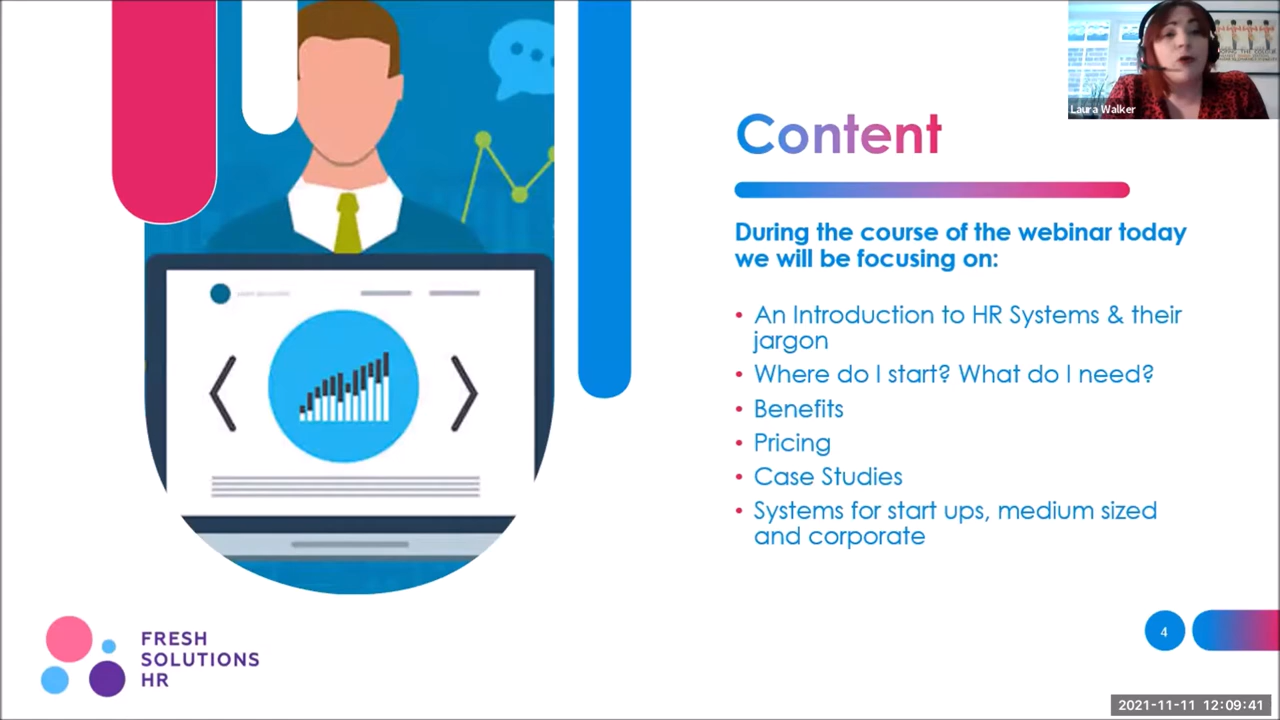 Laura Walker
Content
During the course of the webinar today
we will be focusing on:
• An Introduction to HR Systems & their
jargon
• Where do I start? What do I need?
• Benefits
• Pricing
• Case Studies
• Systems for start ups, medium sized
and corporate
FRESH
SOLUTIONS
HR
4
2021-11-11 12:09:41